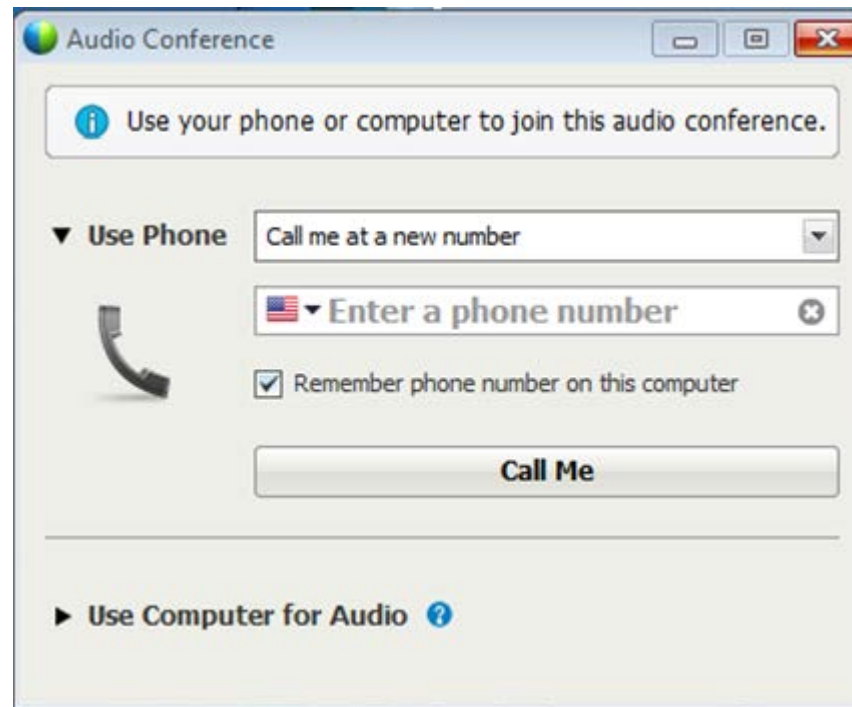 Audio Conference
Use your phone or computer to join this audio conference.
Use Phone
Call me at a new number
Enter a phone number
Remember phone number on this computer
Call Me
Use Computer for Audio ?